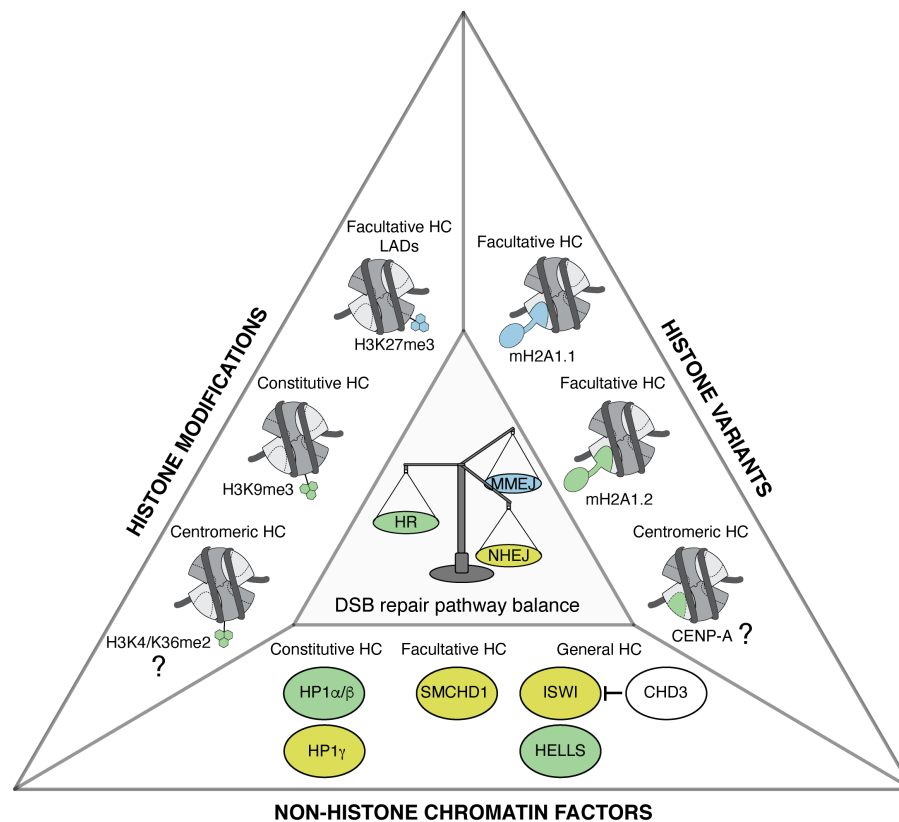 Facultative HC
LADs
H3K27me3
Constitutive HC
H3K9me3
Centromeric HC
H3K4/K36me2
?
HISTONE MODIFICATIONS
Facultative HC
mH2A1.1
Facultative HC
mH2A1.2
Centromeric HC
CENP-A ?
HISTONE VARIANTS
MMEJ
HR
NHEJ
DSB repair pathway balance
Constitutive HC
Facultative HC
General HC
HP1α/β
SMCHD1
ISWI
CHD3
HP1γ
HELLS
NON-HISTONE CHROMATIN FACTORS